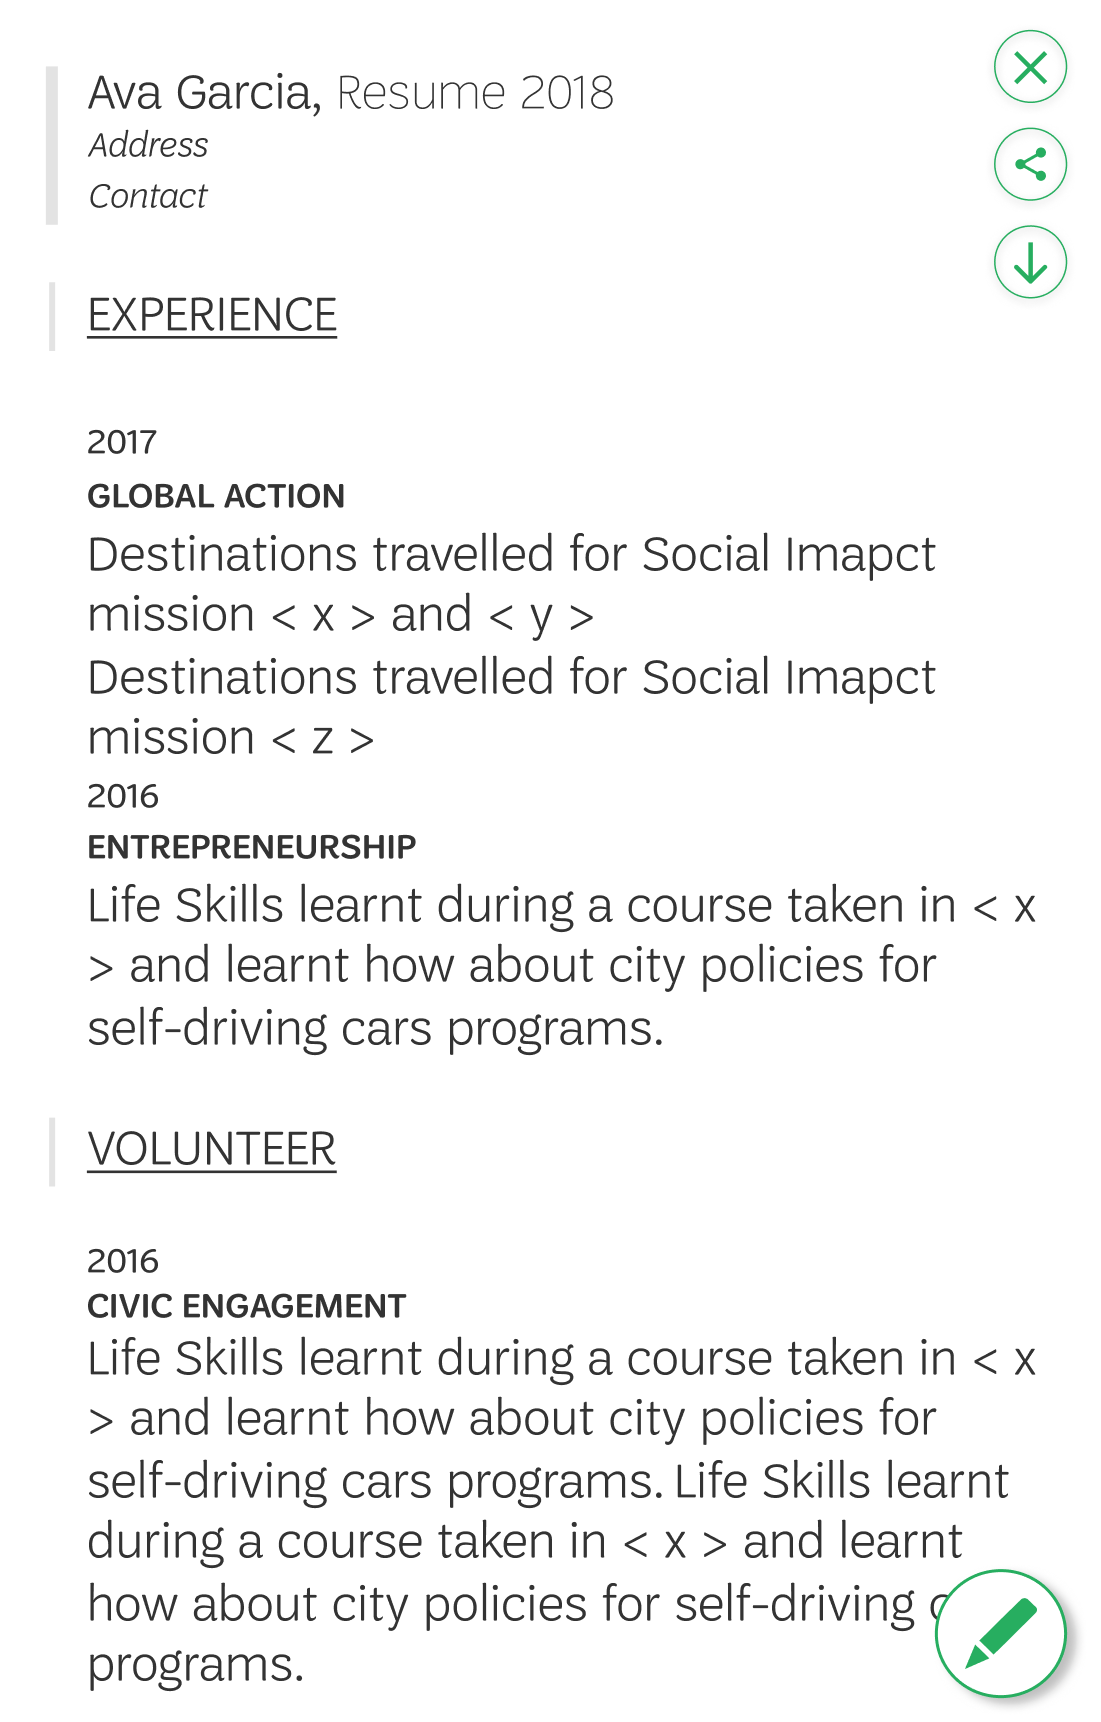 Ava Garcia, Resume 2018
Address
Contact
EXPERIENCE
2017
GLOBAL ACTION
Destinations travelled for Social Imapct
mission < x > and < y >
Destinations travelled for Social Imapct
mission < z >
2016
ENTREPRENEURSHIP
Life Skills learnt during a course taken in < x
> and learnt how about city policies for
self-driving cars programs.
VOLUNTEER
2016
CIVIC ENGAGEMENT
Life Skills learnt during a course taken in < x
> and learnt how about city policies for
self-driving cars programs. Life Skills learnt
during a course taken in < x > and learnt
how about city policies for self-driving
programs.